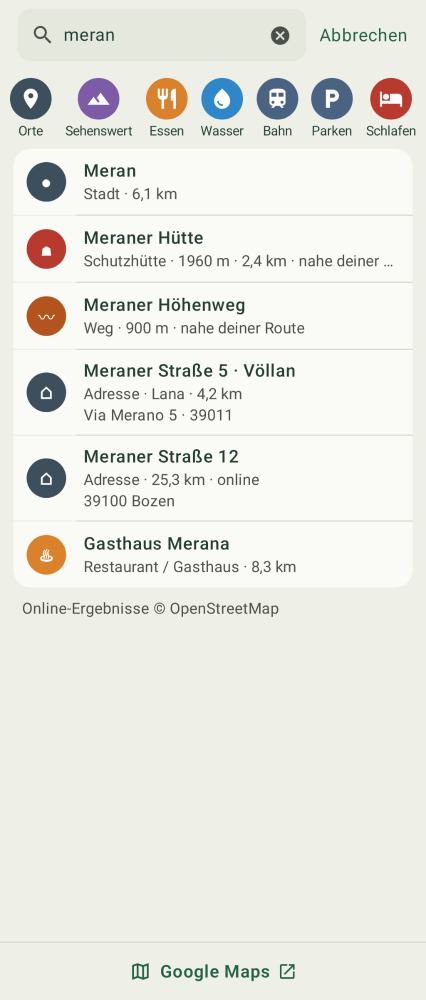 meran
Abbrechen
Orte
Sehenswert
Essen
Wasser
Bahn
P
Parken
Schlafen
Meran
Stadt · 6,1 km
Meraner Hütte
Schutzhütte · 1960 m · 2,4 km · nahe deiner …
Meraner Höhenweg
Weg · 900 m · nahe deiner Route
Meraner Straße 5 · Völlan
Adresse · Lana · 4,2 km
Via Merano 5 · 39011
Meraner Straße 12
Adresse · 25,3 km · online
39100 Bozen
Gasthaus Merana
Restaurant / Gasthaus · 8,3 km
Online-Ergebnisse © OpenStreetMap
Google Maps